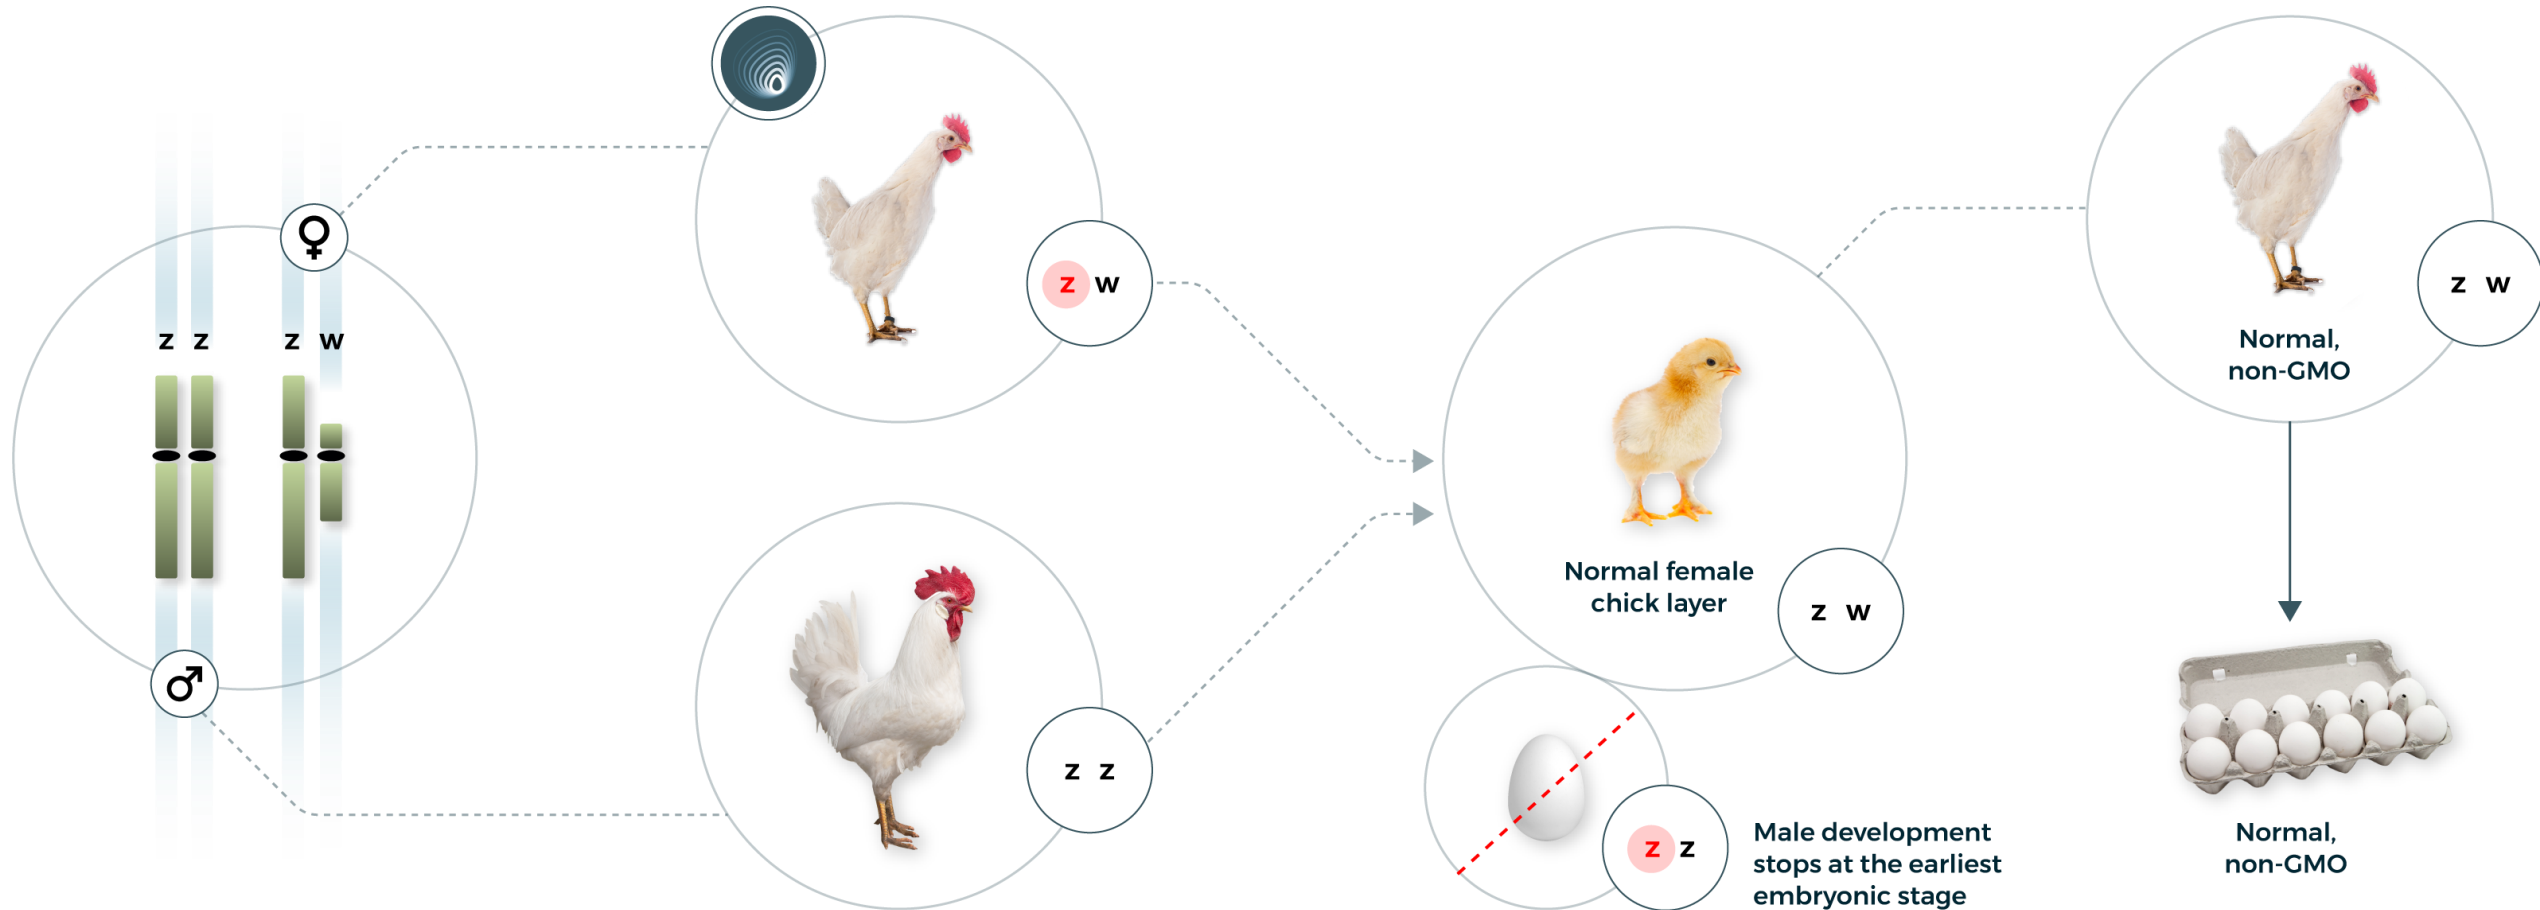 z z z w
z w
z z
Normal female
chick layer
z w
z z
Male development
stops at the earliest
embryonic stage
z w
Normal,
non-GMO
Normal,
non-GMO